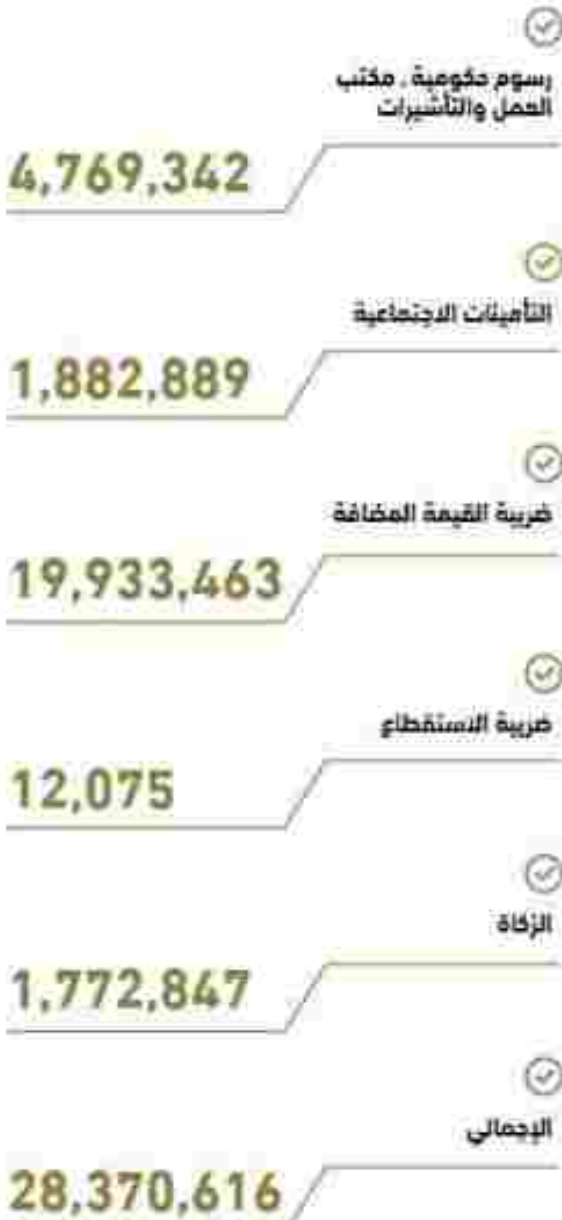 رسوم حكومية . مكتب
العمل والتأشيرات
4,769,342
التأمينات الاجتماعية
1,882,889
ضريبة القيمة المضافة
19,933,463
ضريبة الاستقطاع
12,075
الزكاة
1,772,847
الإجمالي
28,370,616